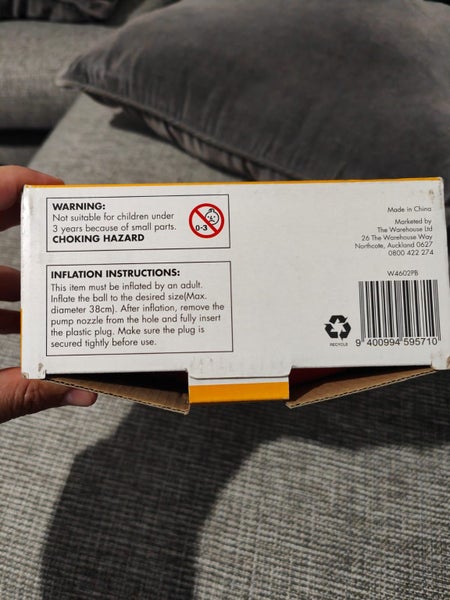 WARNING:
Not suitable for children under
3 years because of small parts.
CHOKING HAZARD
0-3
INFLATION INSTRUCTIONS:
This item must be inflated by an adult.
Inflate the ball to the desired size(Max.
diameter 38cm). After inflation, remove the
pump nozzle from the hole and fully insert
the plastic plug. Make sure the plug is
secured tightly before use.
Made in China
Marketed by
The Warehouse Ltd
26 The Warehouse Way
Northcote, Auckland 0627
0800 422 274
W4602PB
RECYCLE
9 400994 595710